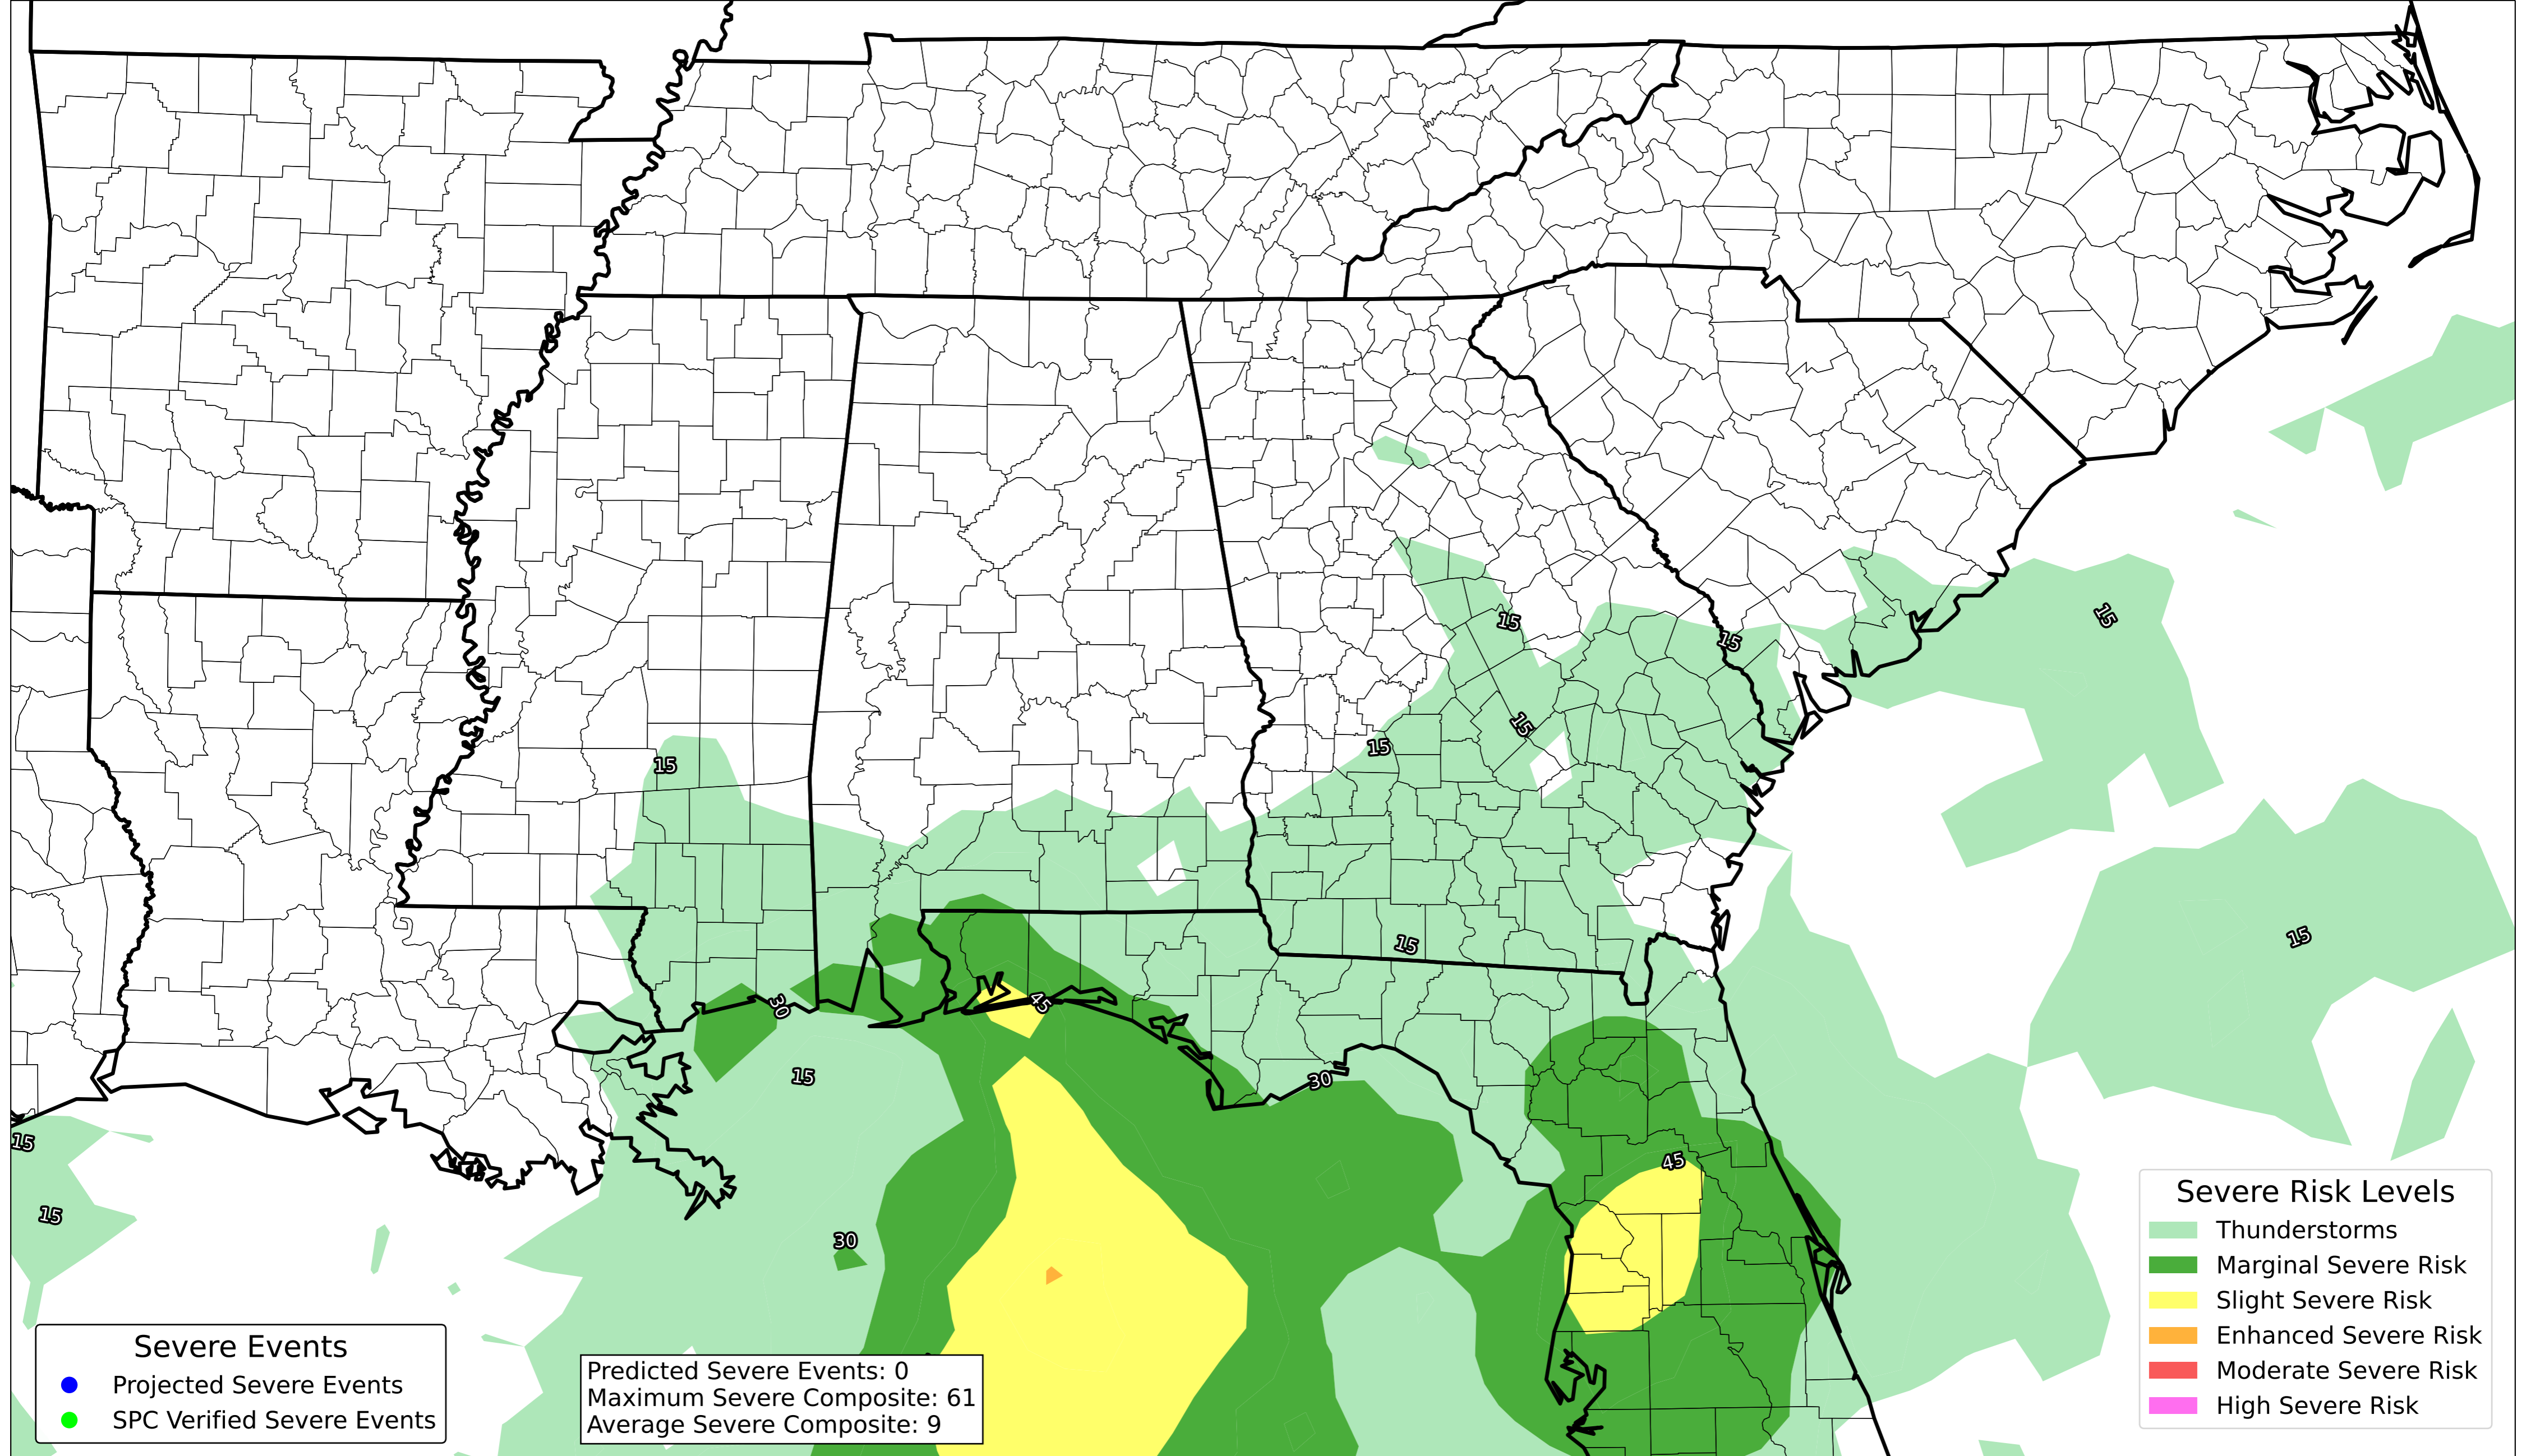 15
15
15
15
15
15
15
15
30
45
15
30
15
45
15
30
Severe Risk Levels
Thunderstorms
Marginal Severe Risk
Slight Severe Risk
Enhanced Severe Risk
Moderate Severe Risk
High Severe Risk
Severe Events
Projected Severe Events
SPC Verified Severe Events
Predicted Severe Events: 0
Maximum Severe Composite: 61
Average Severe Composite: 9